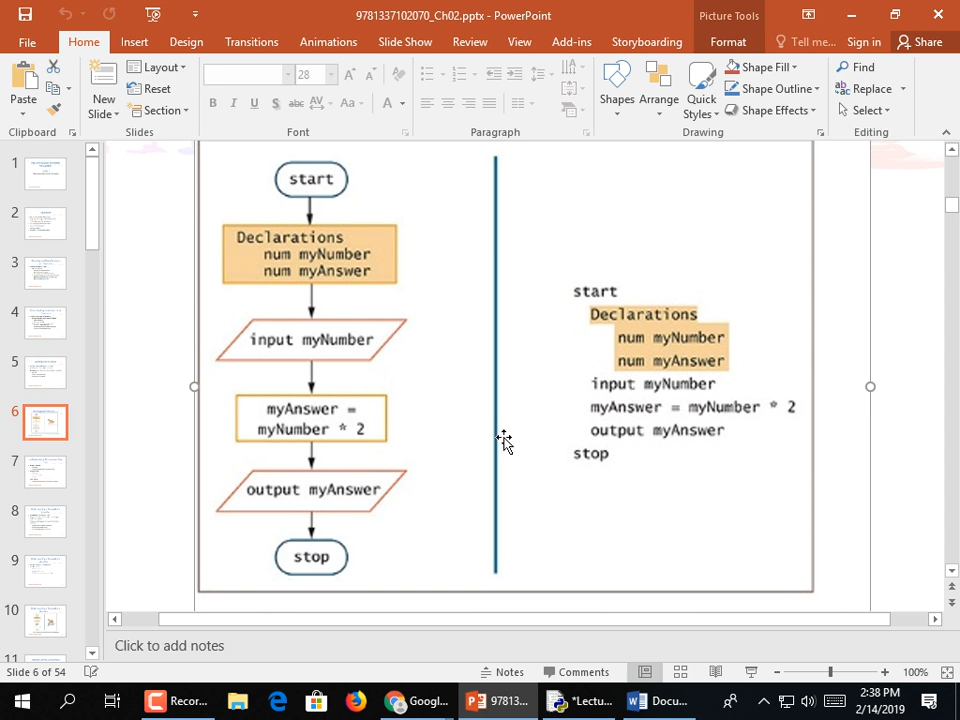 9781337102070_Ch02.pptx - PowerPoint
Picture Tools
File
Home
Insert
Design
Transitions
Animations
Slide Show
Review
View
Add-ins
Storyboarding
Format
Tell me...
Sign in
Share
Paste
New
Slide
Layout
Reset
Section
28
B I U S abc AV Aa A
Shapes
Arrange
Quick
Styles
Shape Fill
Shape Outline
Shape Effects
Find
Replace
Select
Clipboard
Slides
Font
Paragraph
Drawing
Editing
1
2
3
4
5
6
7
8
9
10
11
start
Declarations
num myNumber
num myAnswer
input myNumber
myAnswer =
myNumber * 2
output myAnswer
stop
start
Declarations
num myNumber
num myAnswer
input myNumber
myAnswer = myNumber * 2
output myAnswer
stop
Click to add notes
Slide 6 of 54
Notes
Comments
100%
Recor...
Googl...
97813...
*Lectu...
Docu...
2:38 PM
2/14/2019